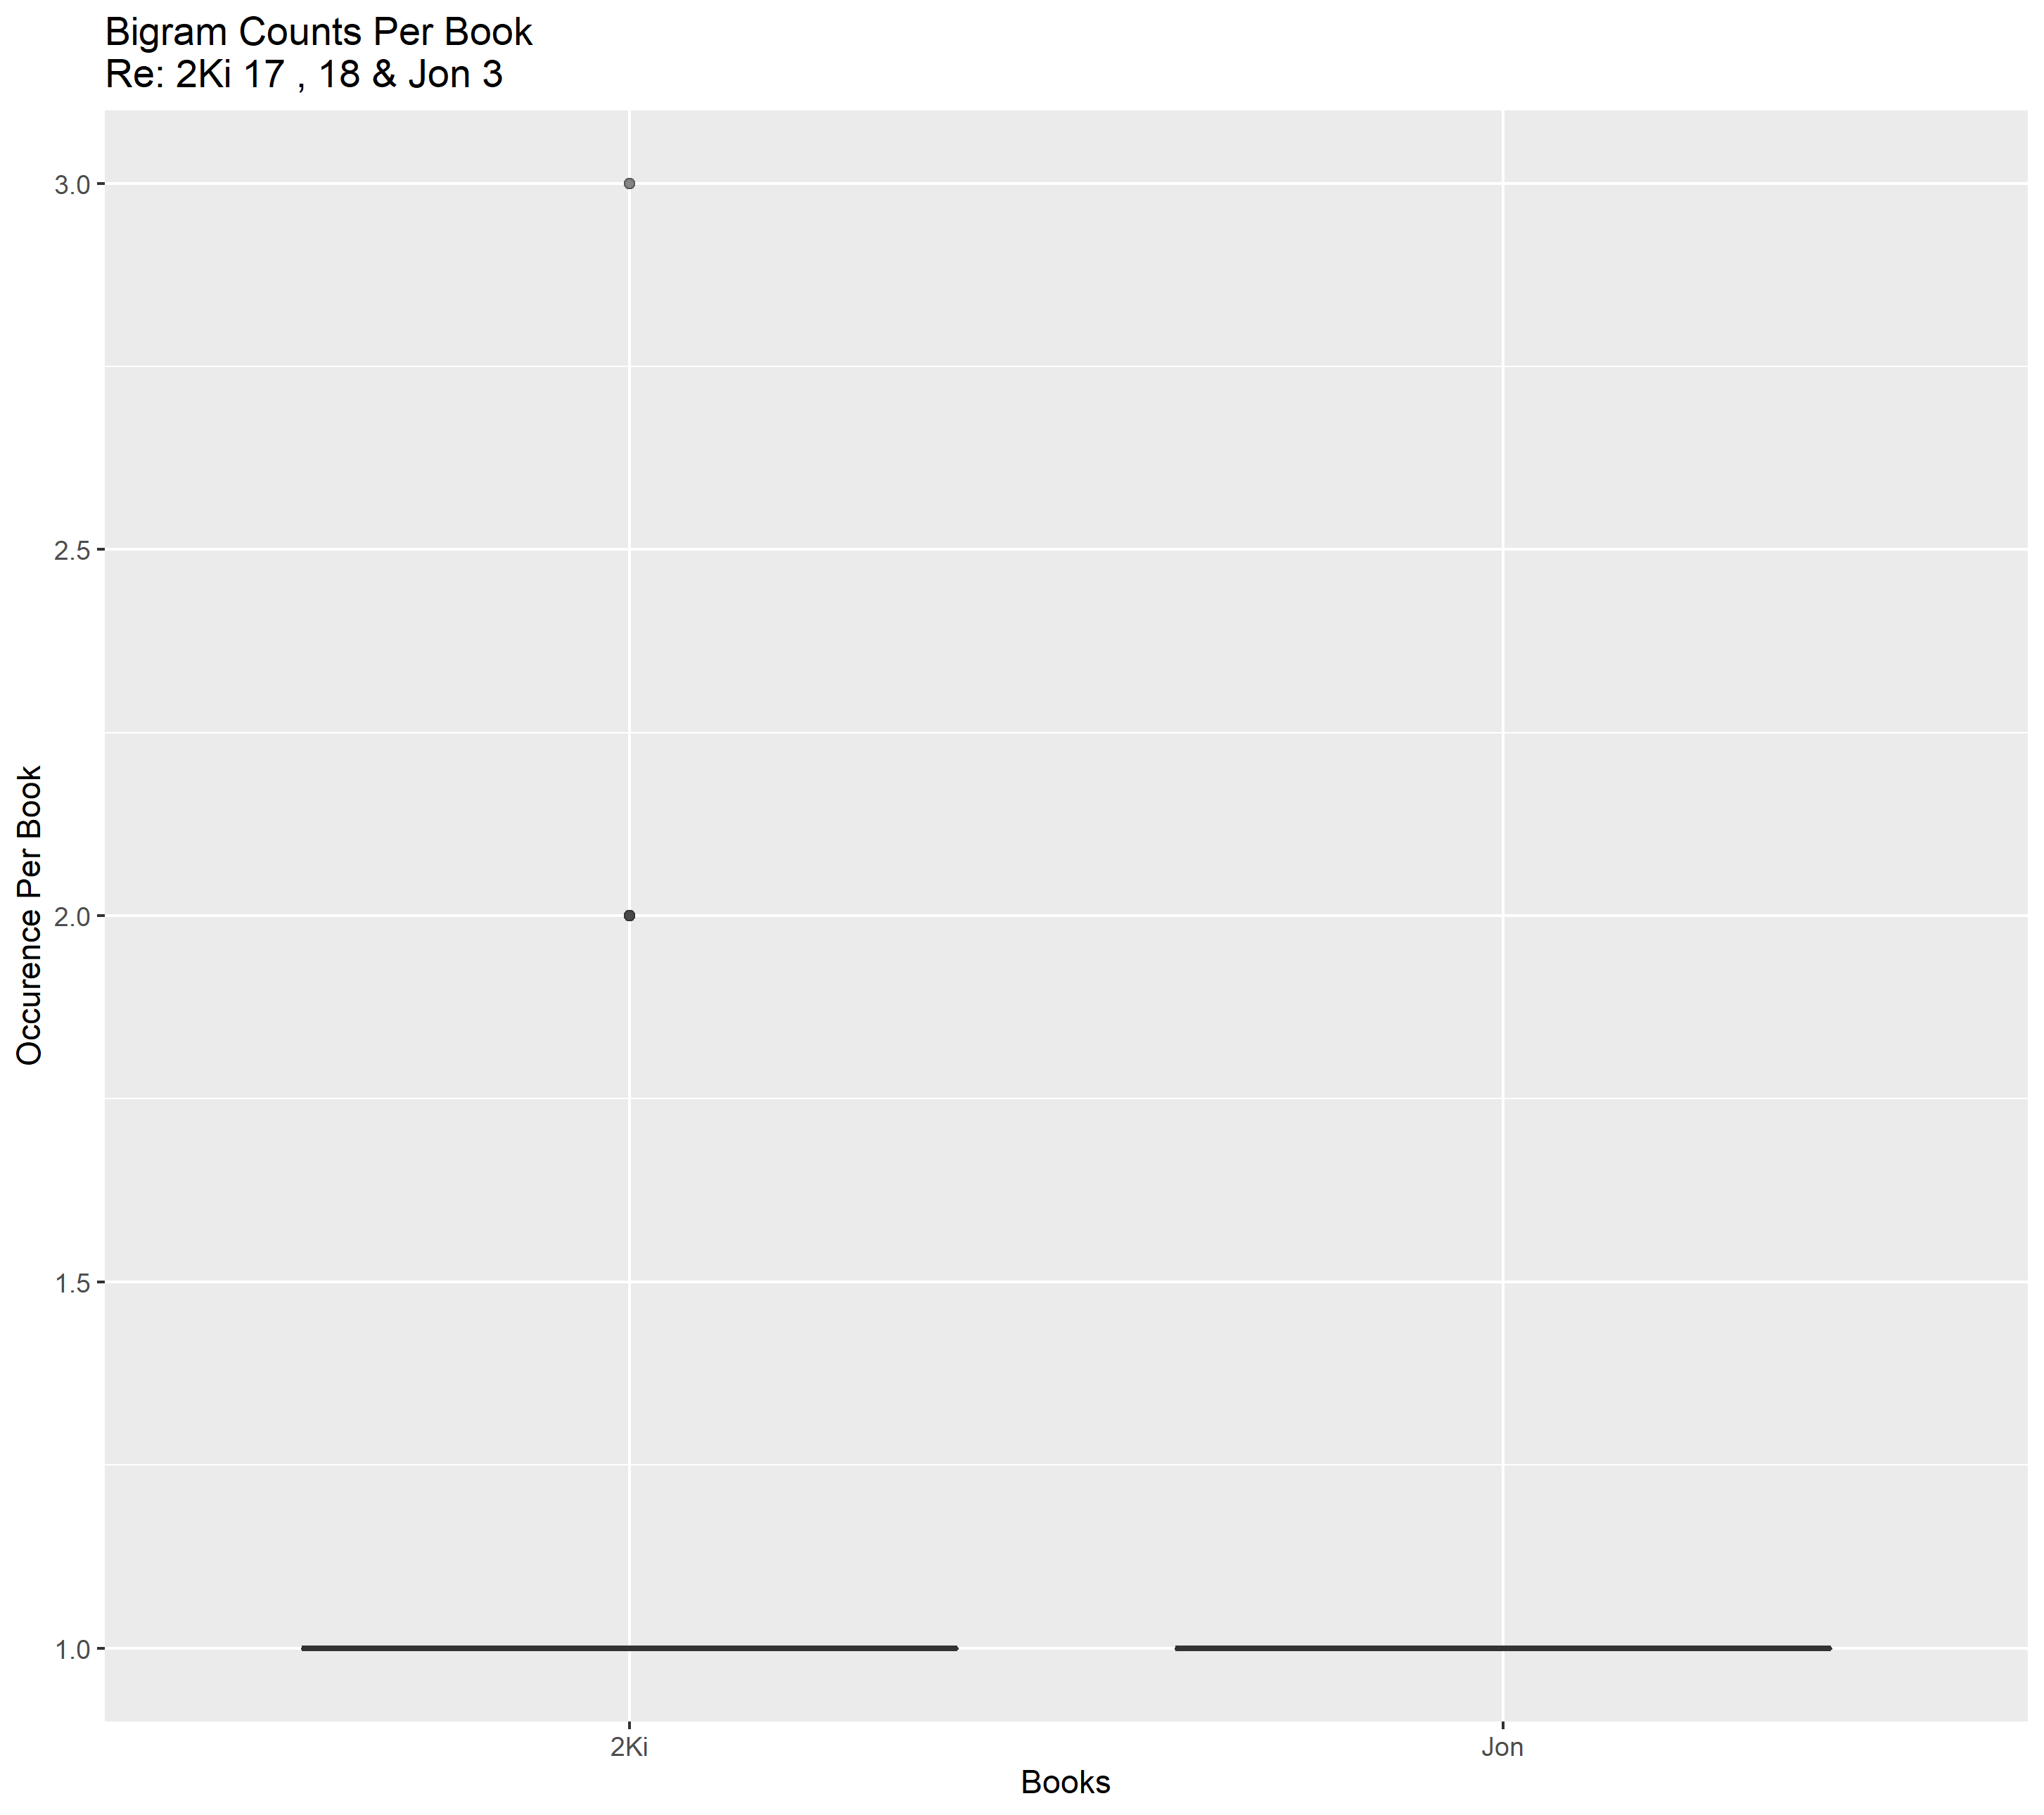 Bigram Counts Per Book
Re: 2Ki 17 , 18 & Jon 3
Occurence Per Book
3.0
2.5
2.0
1.5
1.0
2Ki
Jon
Books